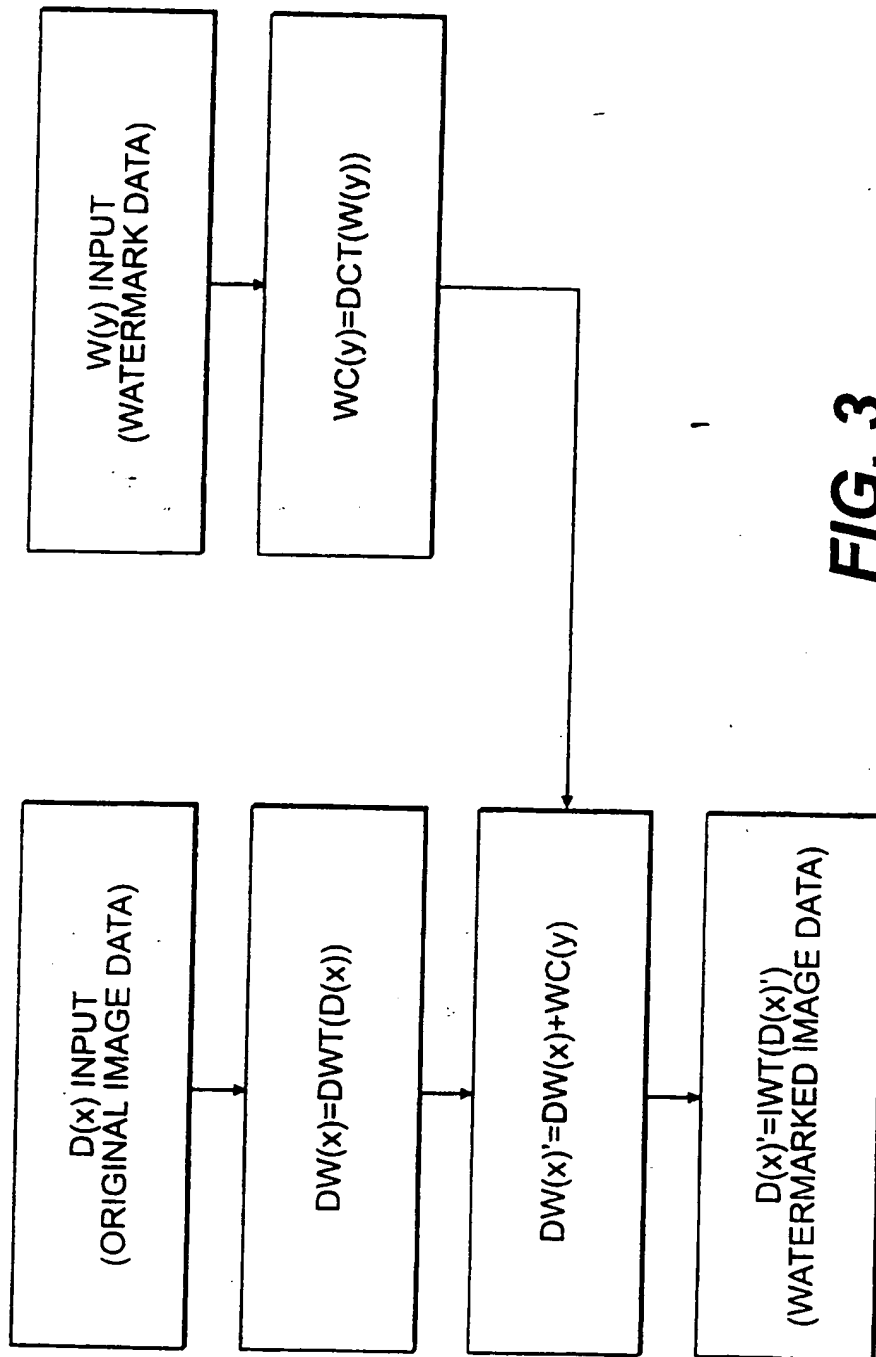 D(x) INPUT
(ORIGINAL IMAGE DATA)
DW(x)=DWT(D(x))
DW(x)'=DW(x)+WC(y)
D(x)'=IWT(D(x)')
(WATERMARKED IMAGE DATA)
W(y) INPUT
(WATERMARK DATA)
WC(y)=DCT(W(y))
FIG. 3